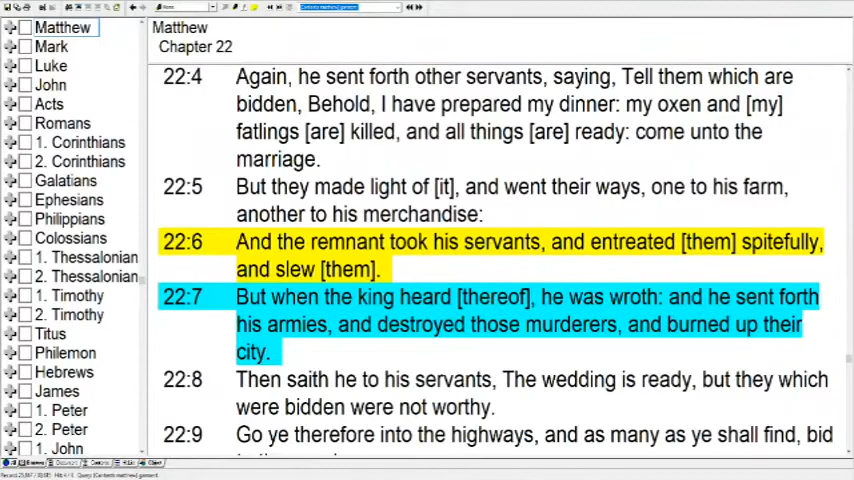 Matthew
Mark
Luke
John
Acts
Romans
1. Corinthians
2. Corinthians
Galatians
Ephesians
Philippians
Colossians
1. Thessalonian
2. Thessalonian
1. Timothy
2. Timothy
Titus
Philemon
Hebrews
James
1. Peter
2. Peter
1. John
Matthew
Chapter 22
22:4 Again, he sent forth other servants, saying, Tell them which are
bidden, Behold, I have prepared my dinner: my oxen and [my]
fatlings [are] killed, and all things [are] ready: come unto the
marriage.
22:5 But they made light of [it], and went their ways, one to his farm,
another to his merchandise:
22:6 And the remnant took his servants, and entreated [them] spitefully,
and slew [them].
22:7 But when the king heard [thereof], he was wroth: and he sent forth
his armies, and destroyed those murderers, and burned up their
city.
22:8 Then saith he to his servants, The wedding is ready, but they which
were bidden were not worthy.
22:9 Go ye therefore into the highways, and as many as ye shall find, bid